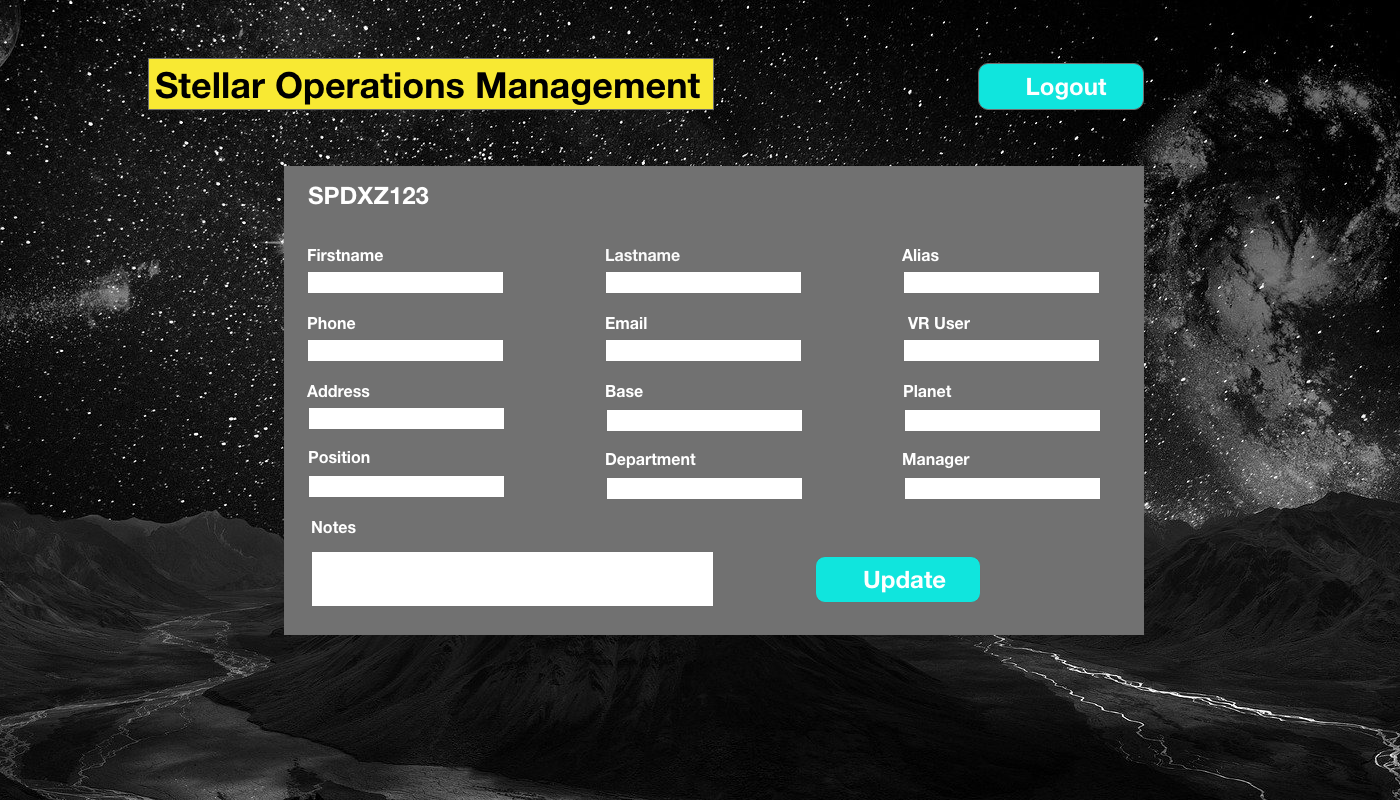 Stellar Operations Management
Logout
SPDXZ123
Firstname
Lastname
Alias
Phone
Email
VR User
Address
Base
Planet
Position
Department
Manager
Notes
Update